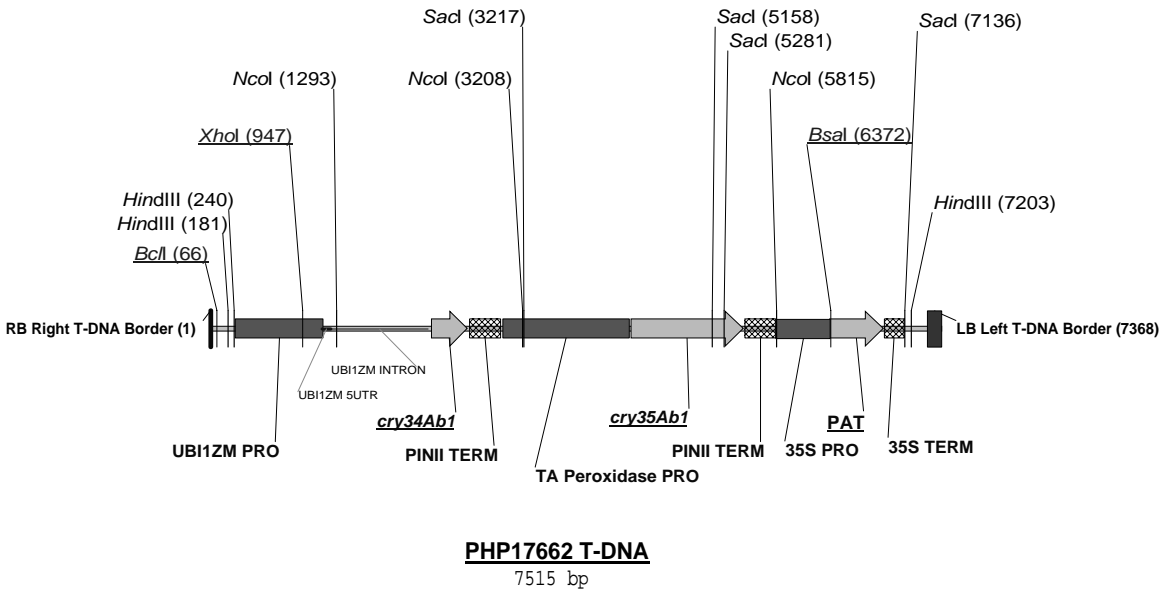 SacI (3217)
SacI (5158)
SacI (7136)
SacI (5281)
NcoI (1293)
NcoI (3208)
NcoI (5815)
XhoI (947)
BsaI (6372)
HindIII (240)
HindIII (7203)
HindIII (181)
BclI (66)
RB Right T-DNA Border (1)
LB Left T-DNA Border (7368)
UBI1ZM INTRON
UBI1ZM 5UTR
cry34Ab1
cry35Ab1
PAT
UBI1ZM PRO
PINII TERM
PINII TERM
35S PRO
35S TERM
TA Peroxidase PRO
PHP17662 T-DNA
7515 bp